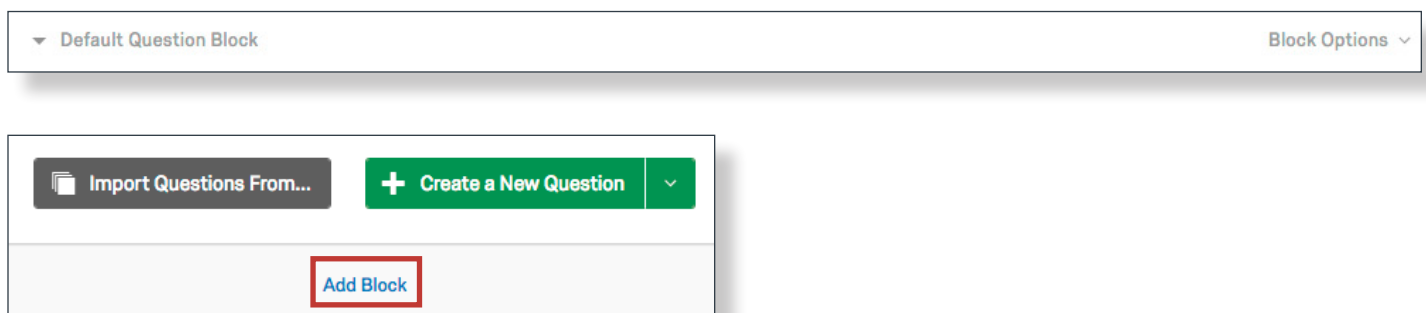 Default Question Block Block Options
Import Questions From... Create a New Question
Add Block